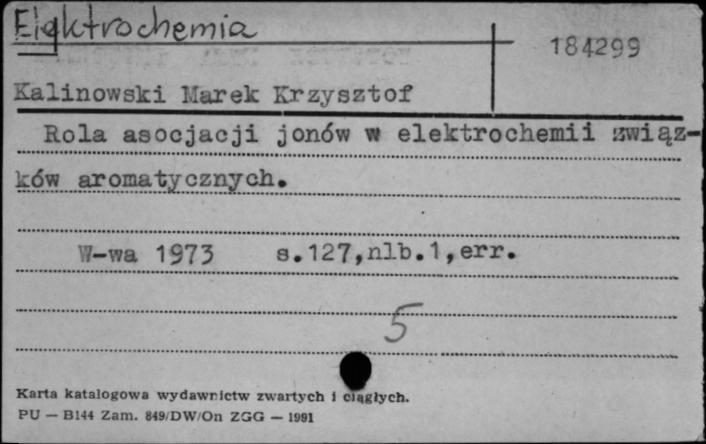 Elektrochemia
184299
Kalinowski Marek Krzysztof
Rola asocjacji jonów w elektrochemii związ-
ków aromatycznych.
W-wa 1973 s.127,nlb.1,err.
5
Karta katalogowa wydawnictw zwartych i ciągłych.
PU — B144 Zam. 849/DW/On ZGG — 1991